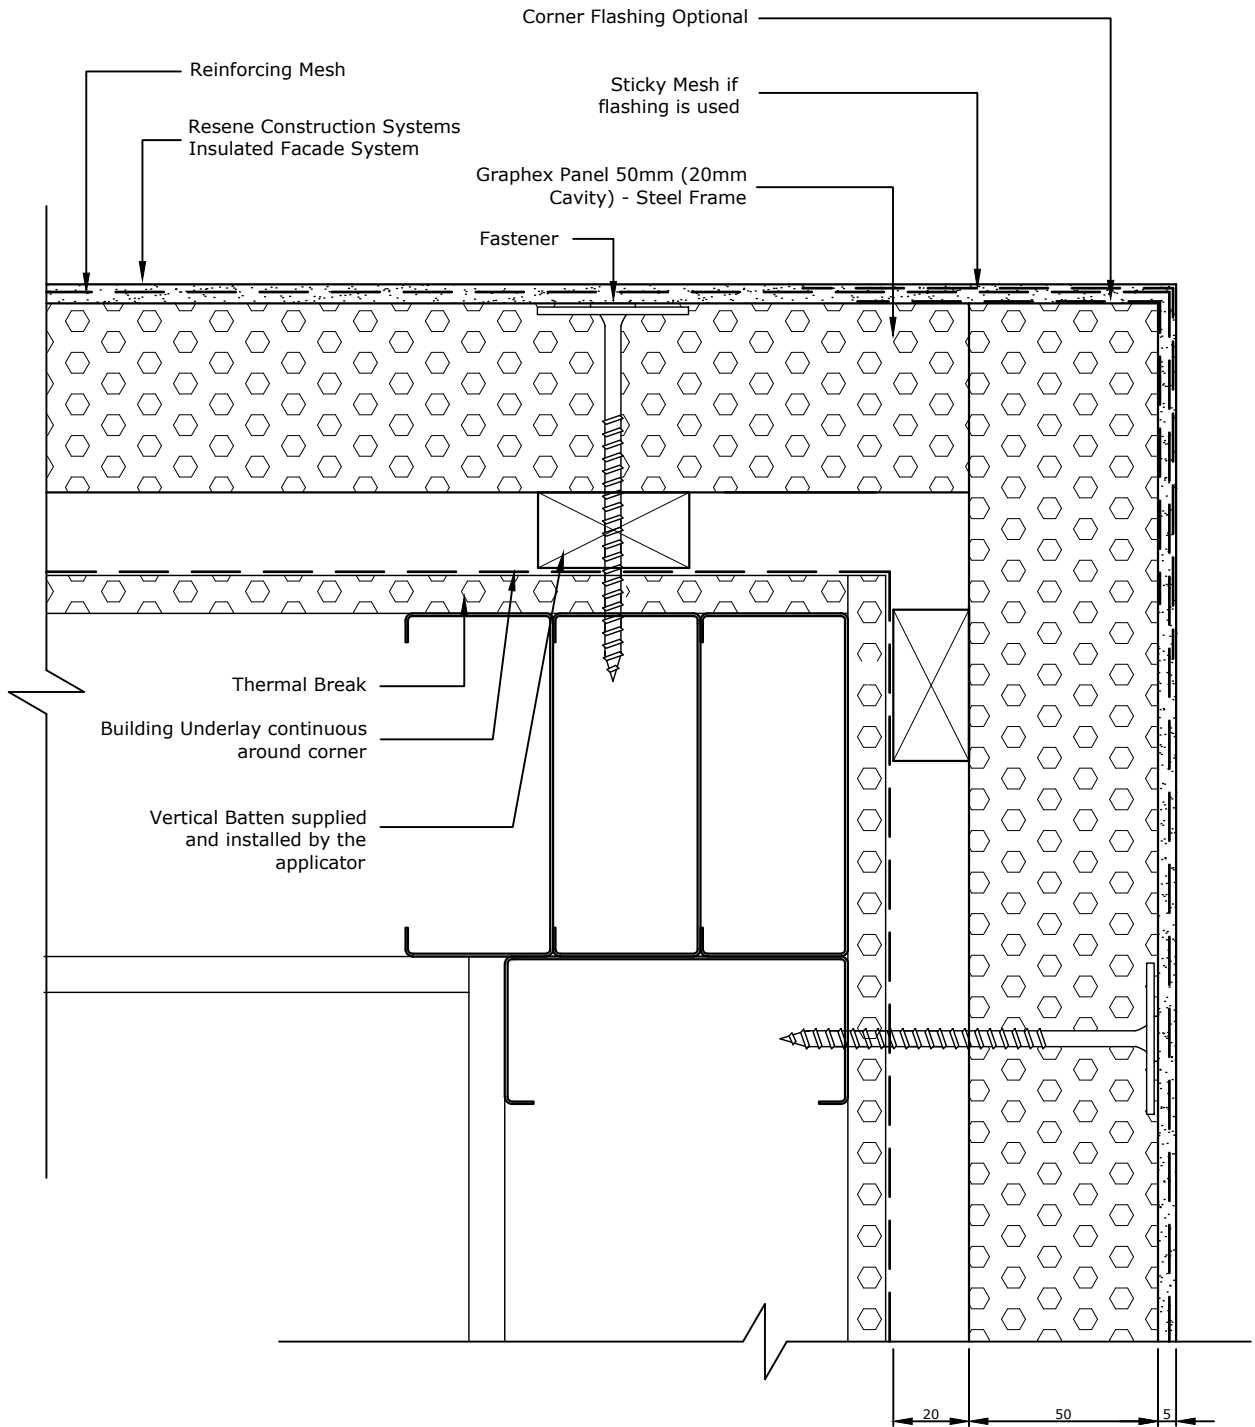 Corner Flashing Optional
Reinforcing Mesh
Sticky Mesh if
flashing is used
Resene Construction Systems
Insulated Facade System
Graphex Panel 50mm (20mm
Cavity) - Steel Frame
Fastener
Thermal Break
Building Underlay continuous
around corner
Vertical Batten supplied
and installed by the
applicator
20
50
5